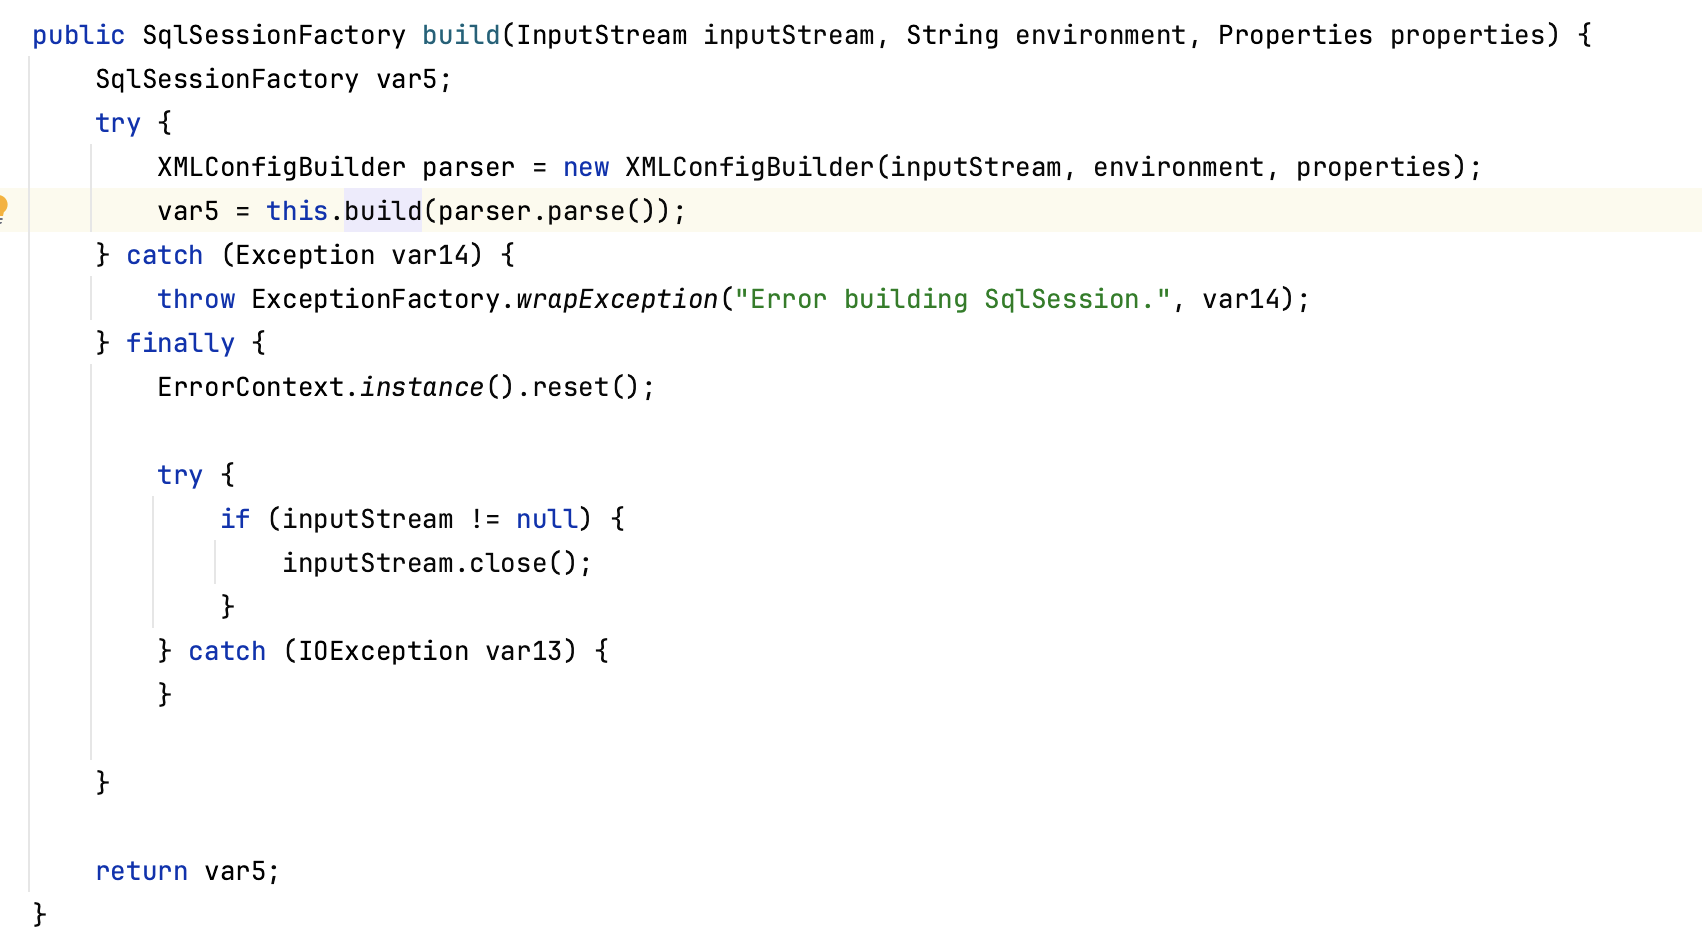 public SqlSessionFactory build(InputStream inputStream, String environment, Properties properties) {
    SqlSessionFactory var5;
    try {
        XMLConfigBuilder parser = new XMLConfigBuilder(inputStream, environment, properties);
        var5 = this.build(parser.parse());
    } catch (Exception var14) {
        throw ExceptionFactory.wrapException("Error building SqlSession.", var14);
    } finally {
        ErrorContext.instance().reset();

        try {
            if (inputStream != null) {
                inputStream.close();
            }
        } catch (IOException var13) {
        }

    }

    return var5;
}